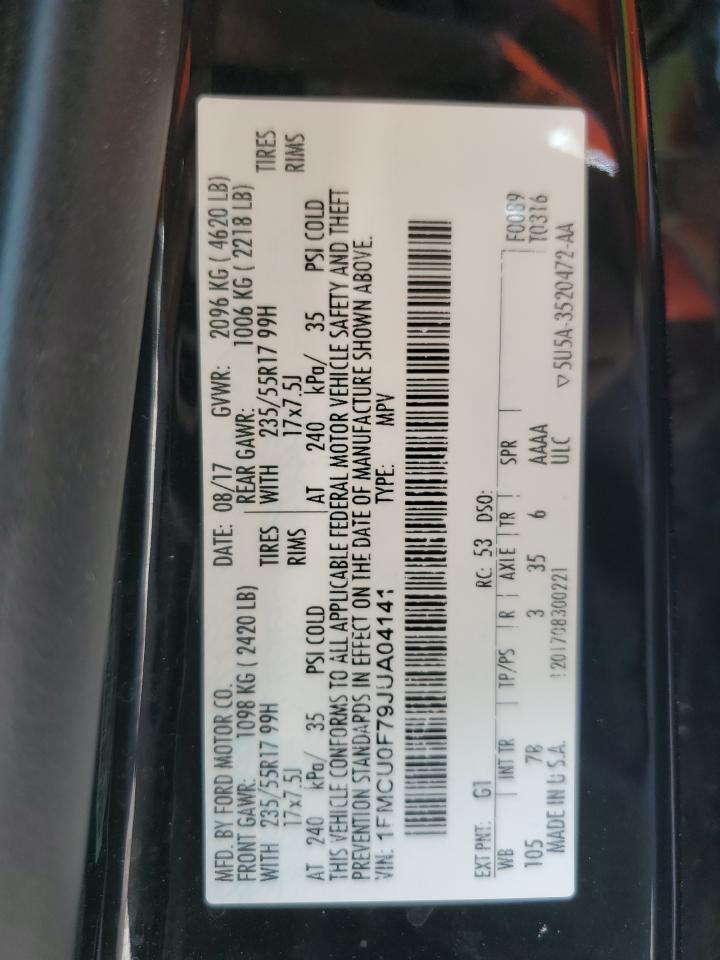 MFD. BY FORD MOTOR CO. DATE: 08/17 GVWR: 2096 KG ( 4620 LB)
FRONT GAWR: 1098 KG ( 2420 LB) REAR GAWR: 1006 KG ( 2218 LB)
WITH 235/55R17 99H TIRES WITH 235/55R17 99H TIRES
17x7.5J RIMS 17x7.5J RIMS
AT 240 kPa/ 35 PSI COLD AT 240 kPa/ 35 PSI COLD
THIS VEHICLE CONFORMS TO ALL APPLICABLE FEDERAL MOTOR VEHICLE SAFETY AND THEFT
PREVENTION STANDARDS IN EFFECT ON THE DATE OF MANUFACTURE SHOWN ABOVE.
VIN: 1FMCU0F79JUA04141 TYPE: MPV
EXT PNT: G1 RC: 53 DSO:
WB INT TR TP/PS R AXLE TR SPR F0089
105 7B 3 35 6 AAAA T0316
ULC
MADE IN U.S.A. 1201708300221 ▽5U5A-3520472-AA